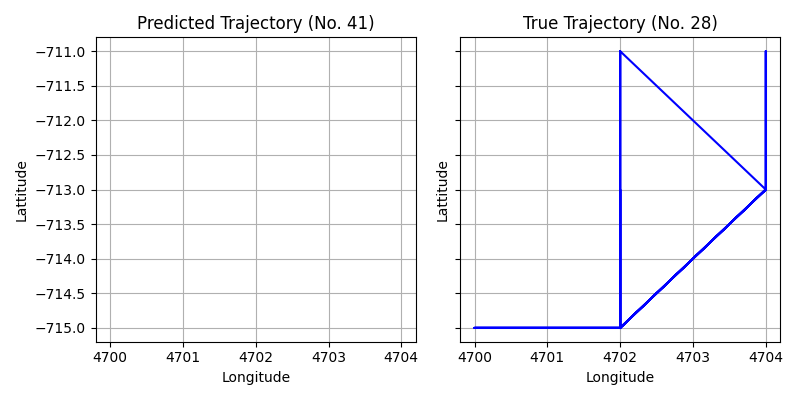 Predicted Trajectory (No. 41)
True Trajectory (No. 28)
−711.0
−711.5
−712.0
−712.5
−713.0
−713.5
−714.0
−714.5
−715.0
Lattitude
Lattitude
4700 4701 4702 4703 4704
4700 4701 4702 4703 4704
Longitude
Longitude